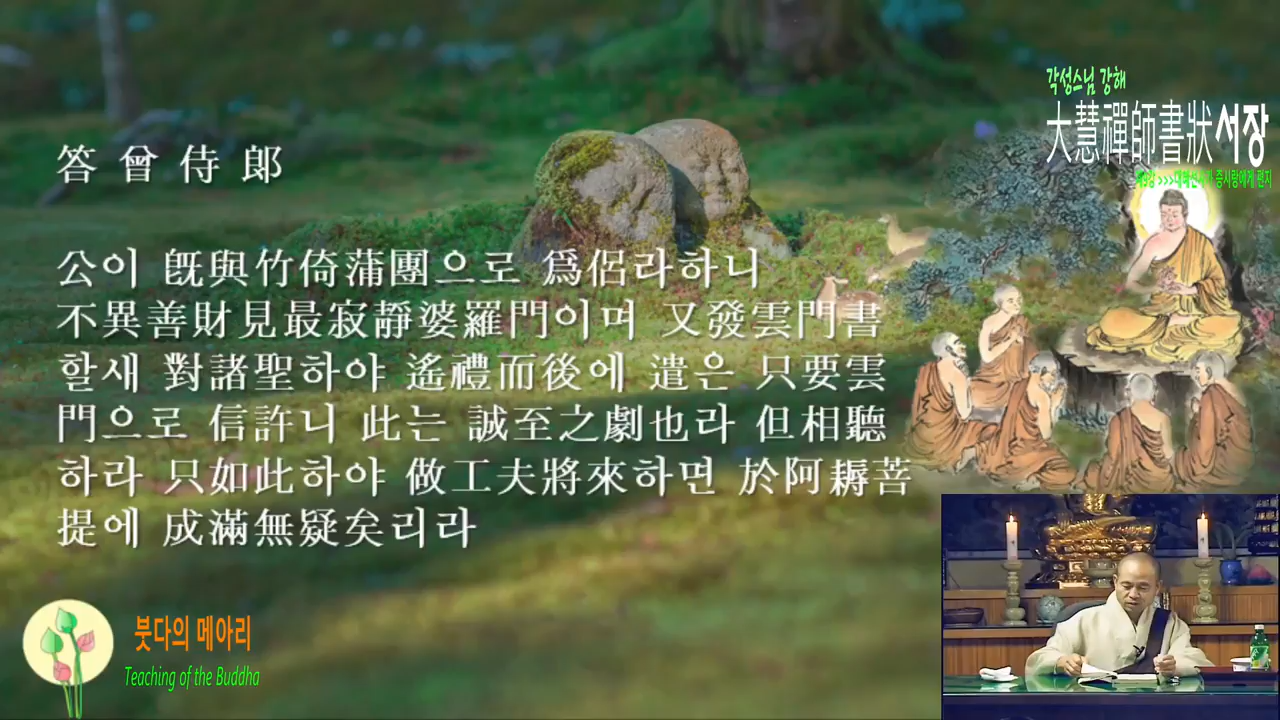 答曾侍郎
公이 旣與竹倚蒲團으로 爲侶라하니
不異善財見最寂靜婆羅門이며 又發雲門書
할새 對諸聖하야 遙禮而後에 遣은 只要雲
門으로 信許니 此는 誠至之劇也라 但相聽
하라 只如此하야 做工夫將來하면 於阿耨菩
提에 成滿無疑矣리라
각성스님 강해
大慧禪師書狀서장
붓다의 메아리
Teaching of the Buddha